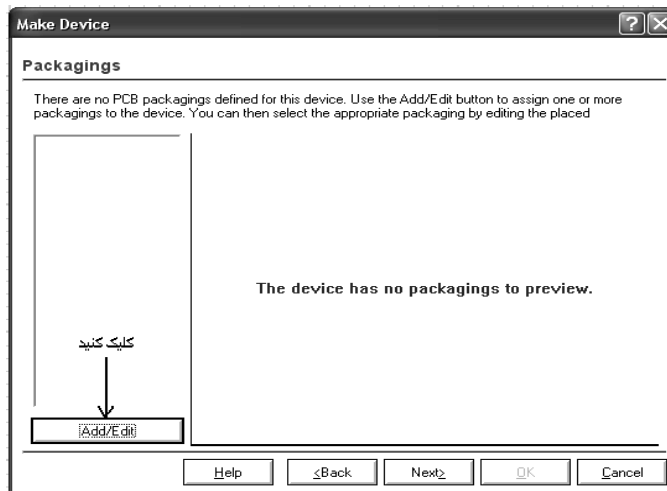 Make Device
Packagings
There are no PCB packagings defined for this device. Use the Add/Edit button to assign one or more
packagings to the device. You can then select the appropriate packaging by editing the placed
The device has no packagings to preview.
کلیک کنید
Add/Edit
Help <Back Next> OK Cancel